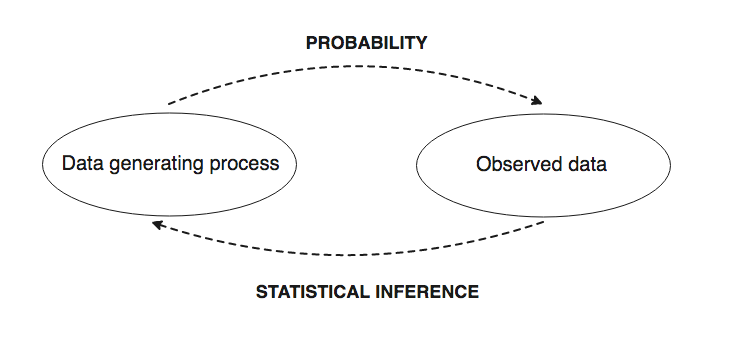 PROBABILITY
Data generating process
Observed data
STATISTICAL INFERENCE